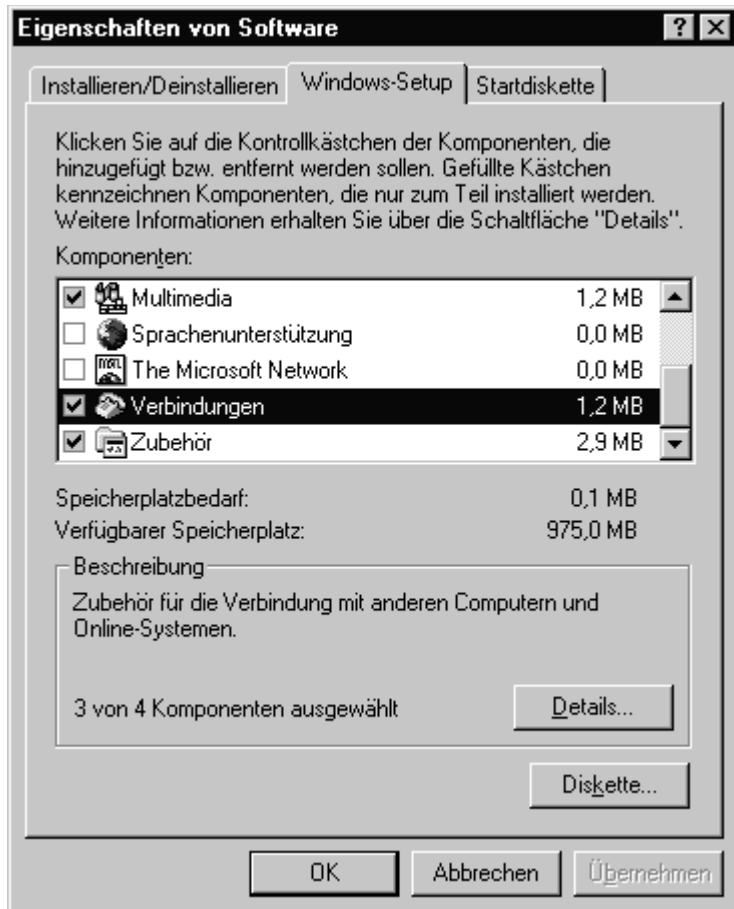 Eigenschaften von Software
Installieren/Deinstallieren Windows-Setup Startdiskette
Klicken Sie auf die Kontrollkästchen der Komponenten, die
hinzugefügt bzw. entfernt werden sollen. Gefüllte Kästchen
kennzeichnen Komponenten, die nur zum Teil installiert werden.
Weitere Informationen erhalten Sie über die Schaltfläche "Details".
Komponenten:
Multimedia 1,2 MB
Sprachenunterstützung 0,0 MB
The Microsoft Network 0,0 MB
Verbindungen 1,2 MB
Zubehör 2,9 MB
Speicherplatzbedarf: 0,1 MB
Verfügbarer Speicherplatz: 975,0 MB
Beschreibung
Zubehör für die Verbindung mit anderen Computern und
Online-Systemen.
3 von 4 Komponenten ausgewählt Details...
Diskette...
OK Abbrechen Übernehmen